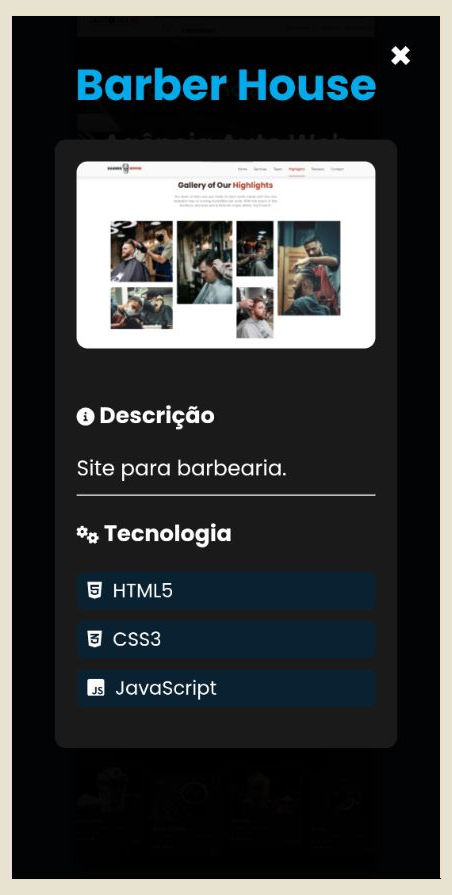 ✖
Barber House
Home Services Team Highlights Reviews Contact
Gallery of Our Highlights
Descrição
Site para barbearia.
Tecnologia
HTML5
CSS3
JavaScript